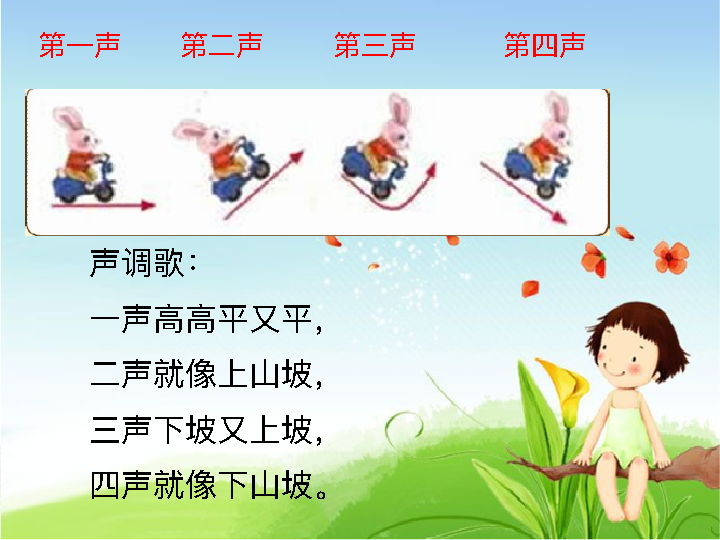 第一声 第二声 第三声 第四声
声调歌：
一声高高平又平，
二声就像上山坡，
三声下坡又上坡，
四声就像下山坡。